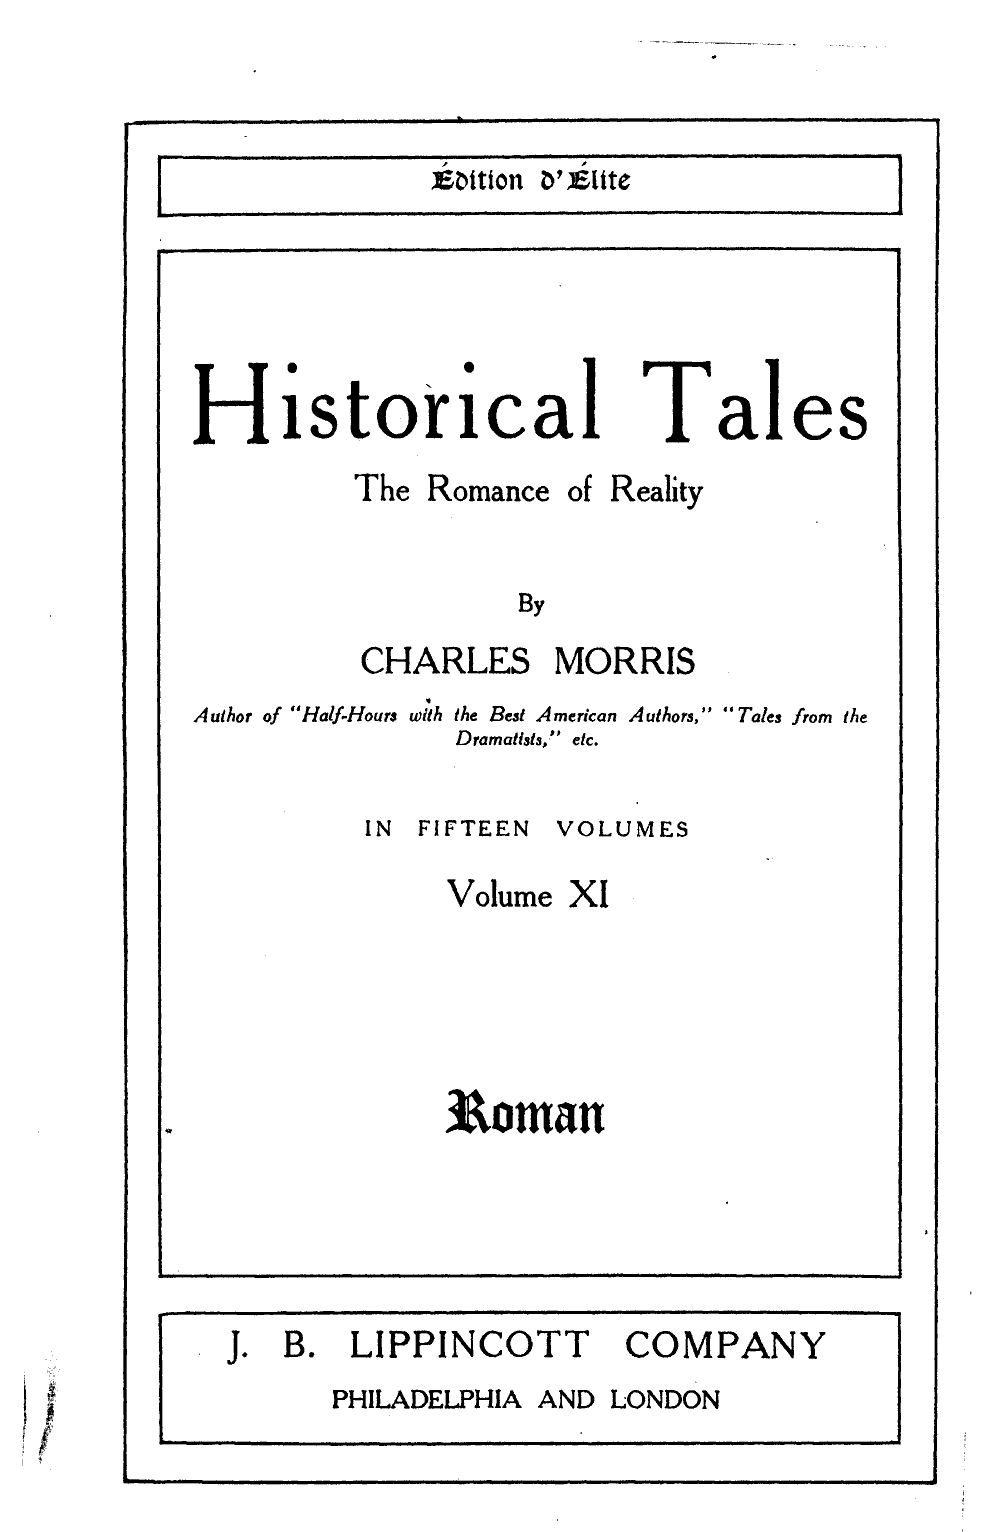 Édition d'Élite
Historical Tales
The Romance of Reality
By
CHARLES MORRIS
Author of "Half-Hours with the Best American Authors," "Tales from the
Dramatists," etc.
IN FIFTEEN VOLUMES
Volume XI
Roman
J. B. LIPPINCOTT COMPANY
PHILADELPHIA AND LONDON